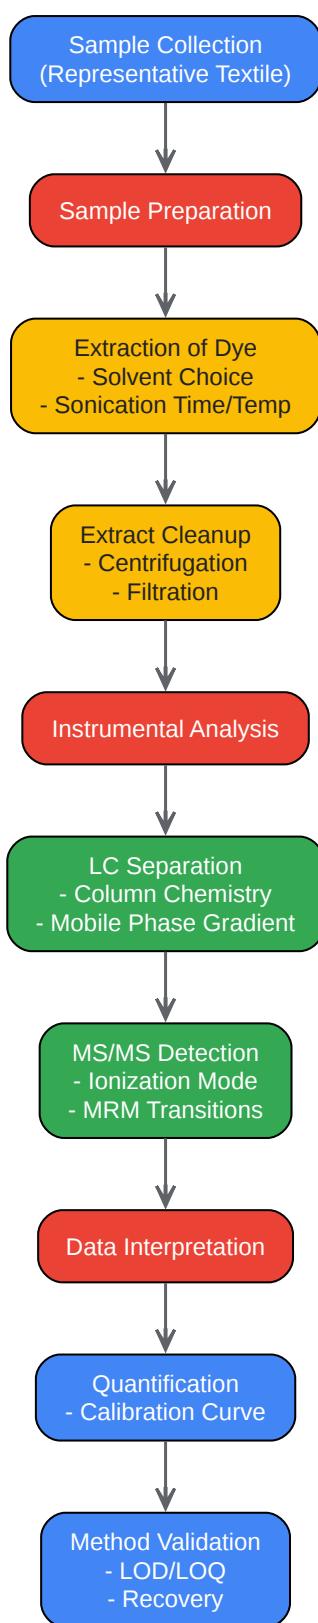 Sample Collection
(Representative Textile)
Sample Preparation
Extraction of Dye
- Solvent Choice
- Sonication Time/Temp
Extract Cleanup
- Centrifugation
- Filtration
Instrumental Analysis
LC Separation
- Column Chemistry
- Mobile Phase Gradient
MS/MS Detection
- Ionization Mode
- MRM Transitions
Data Interpretation
Quantification
- Calibration Curve
Method Validation
- LOD/LOQ
- Recovery